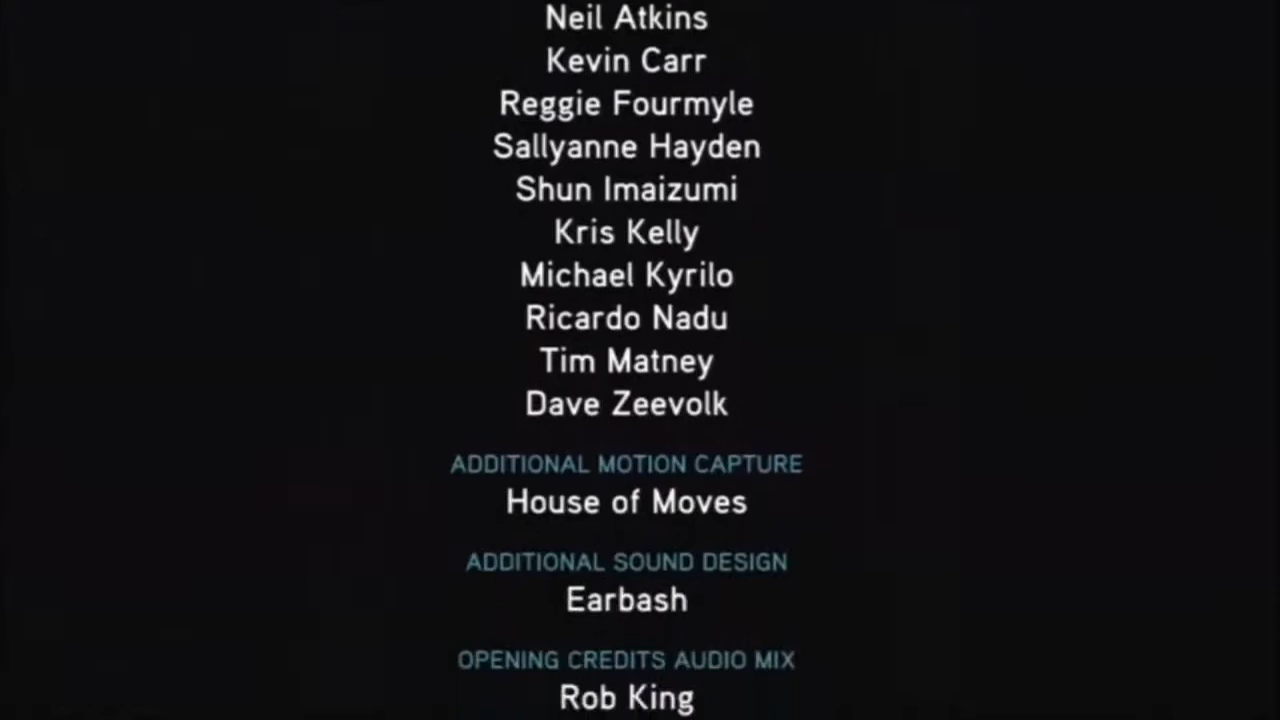 Neil Atkins
Kevin Carr
Reggie Fourmyle
Sallyanne Hayden
Shun Imaizumi
Kris Kelly
Michael Kyrilo
Ricardo Nadu
Tim Matney
Dave Zeevolk
ADDITIONAL MOTION CAPTURE
House of Moves
ADDITIONAL SOUND DESIGN
Earbash
OPENING CREDITS AUDIO MIX
Rob King